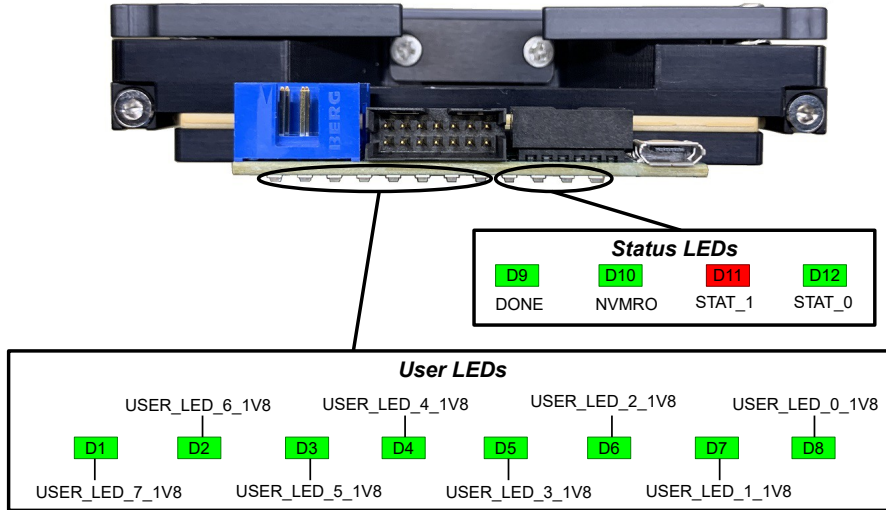 BERG
Status LEDs
D9 D10 D11 D12
DONE NVMRO STAT_1 STAT_0
User LEDs
USER_LED_6_1V8 USER_LED_4_1V8 USER_LED_2_1V8 USER_LED_0_1V8
D1 D2 D3 D4 D5 D6 D7 D8
USER_LED_7_1V8 USER_LED_5_1V8 USER_LED_3_1V8 USER_LED_1_1V8